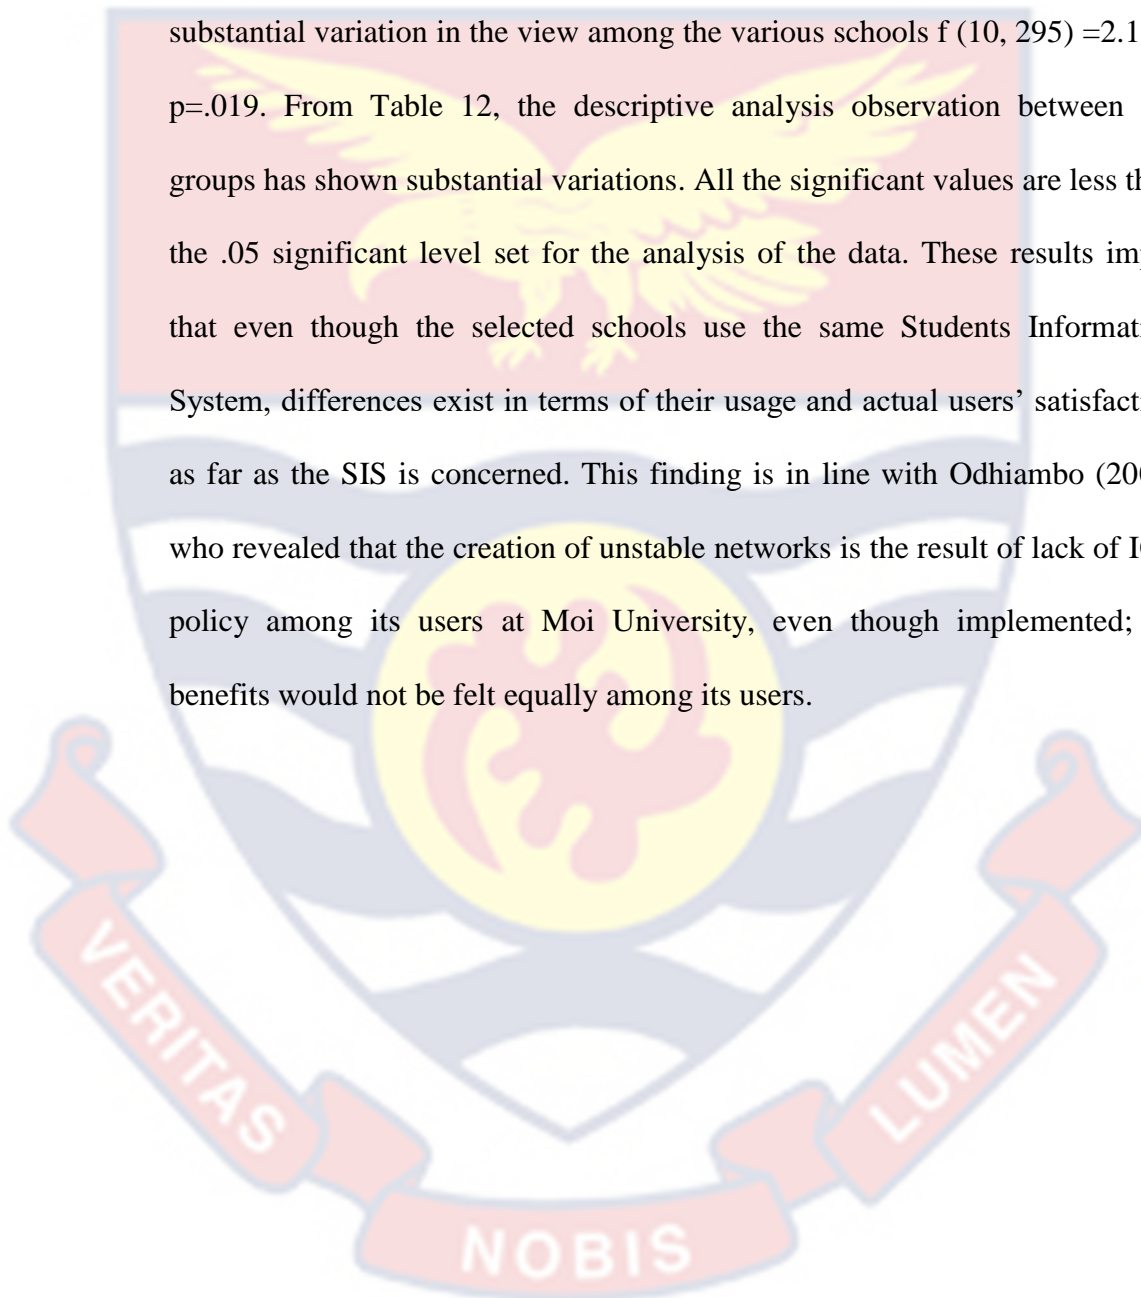 substantial variation in the view among the various schools f (10, 295) =2.1
p=.019. From Table 12, the descriptive analysis observation between
groups has shown substantial variations. All the significant values are less
the .05 significant level set for the analysis of the data. These results
that even though the selected schools use the same Students
System, differences exist in terms of their usage and actual users’
as far as the SIS is concerned. This finding is in line with Odhiambo
who revealed that the creation of unstable networks is the result of lack of
policy among its users at Moi University, even though implemented;
benefits would not be felt equally among its users.
VERITAS
NOBIS
LUMEN